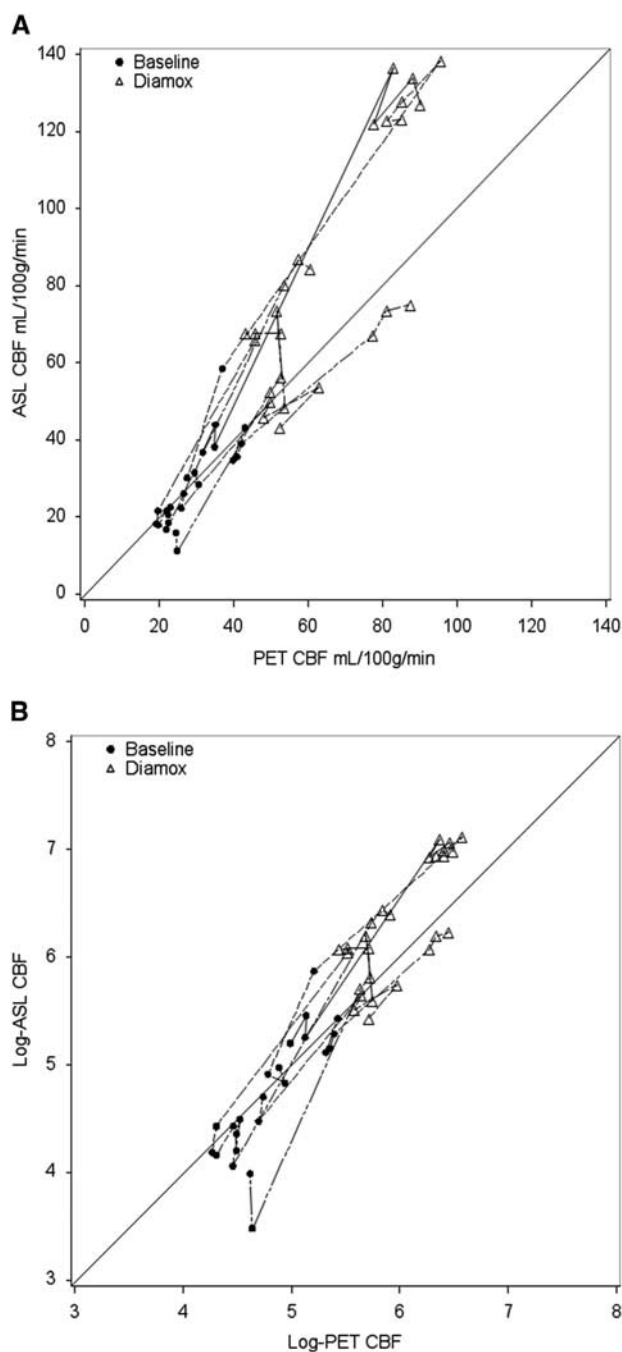 A
Baseline
Diamox
140
120
100
80
60
40
20
0
ASL CBF mL/100g/min
0 20 40 60 80 100 120 140
PET CBF mL/100g/min
B
Baseline
Diamox
8
7
6
5
4
3
Log-ASL CBF
3 4 5 6 7 8
Log-PET CBF